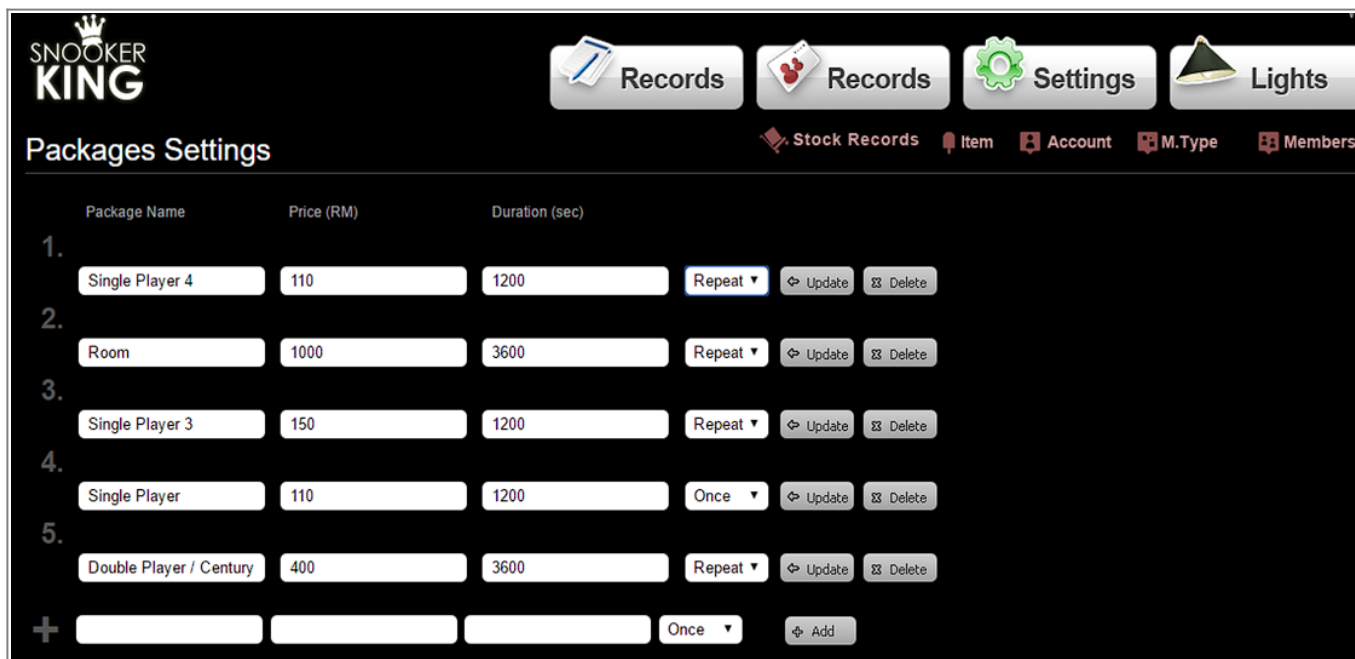 SNOOKER
KING
Records Records Settings Lights
Packages Settings
Stock Records Item Account M.Type Members
Package Name Price (RM) Duration (sec)
1.
Single Player 4 110 1200 Repeat Update Delete
2.
Room 1000 3600 Repeat Update Delete
3.
Single Player 3 150 1200 Repeat Update Delete
4.
Single Player 110 1200 Once Update Delete
5.
Double Player / Century 400 3600 Repeat Update Delete
Once Add